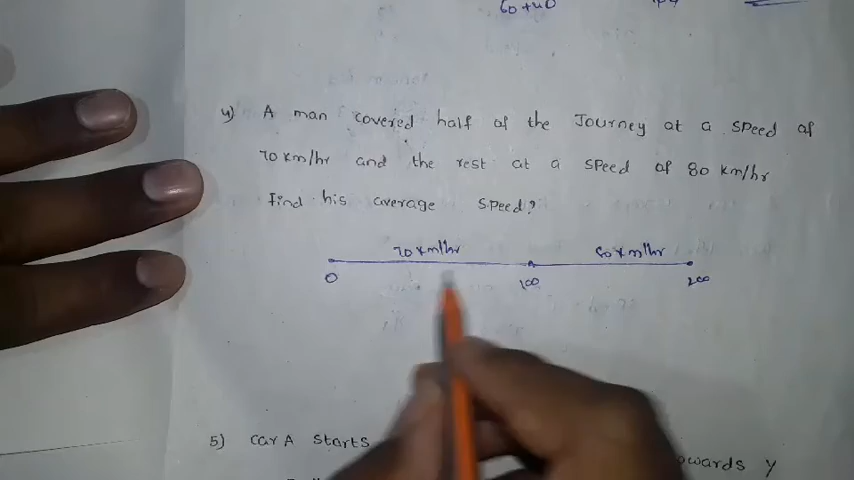 60+40
4) A man covered half of the Journey at a speed of
70 km/hr and the rest at a speed of 80 km/hr
find his average speed?
70 km/hr 80 km/hr
0 100 200
5) Car A starts
towards Y